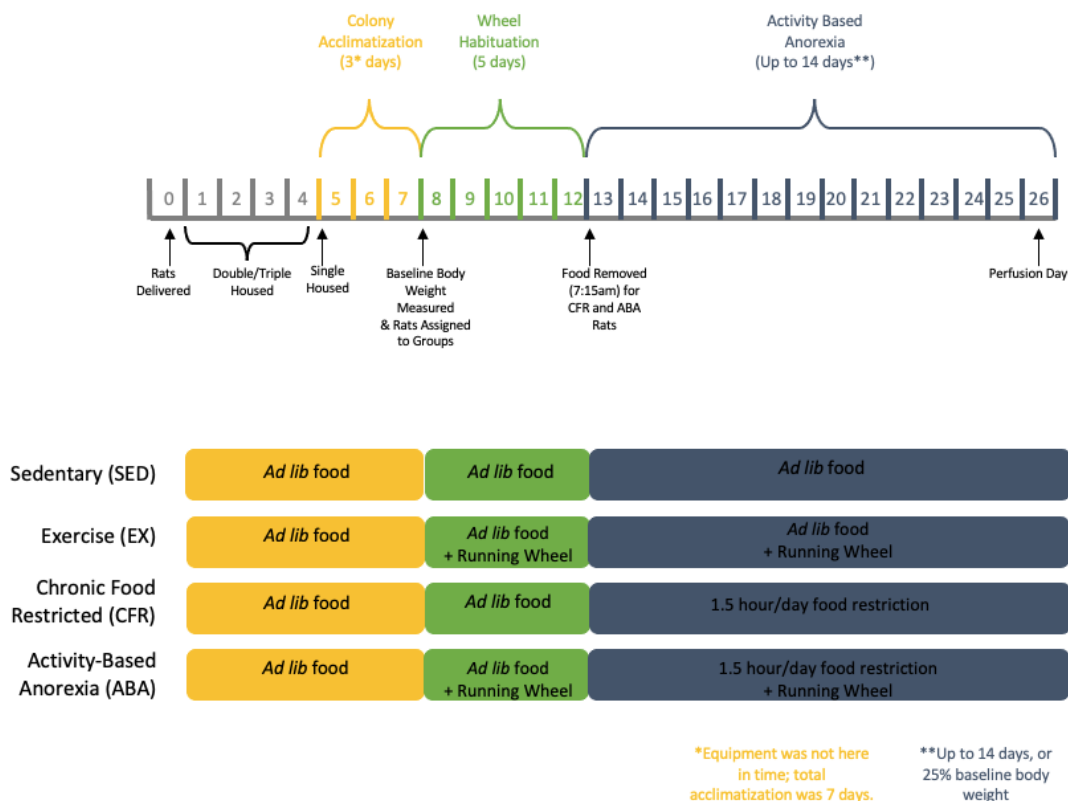 Colony
Acclimatization
(3* days)
Wheel
Habituation
(5 days)
Activity Based
Anorexia
(Up to 14 days**)
0 1 2 3 4 5 6 7 8 9 10 11 12 13 14 15 16 17 18 19 20 21 22 23 24 25 26
Rats
Delivered
Double/Triple
Housed
Single
Housed
Baseline Body
Weight
Measured
& Rats Assigned
to Groups
Food Removed
(7:15am) for
CFR and ABA
Rats
Perfusion Day
Sedentary (SED)
Ad lib food
Ad lib food
Ad lib food
Exercise (EX)
Ad lib food
Ad lib food
+ Running Wheel
Ad lib food
+ Running Wheel
Chronic Food
Restricted (CFR)
Ad lib food
Ad lib food
1.5 hour/day food restriction
Activity-Based
Anorexia (ABA)
Ad lib food
Ad lib food
+ Running Wheel
1.5 hour/day food restriction
+ Running Wheel
*Equipment was not here
in time; total
acclimatization was 7 days.
**Up to 14 days, or
25% baseline body
weight